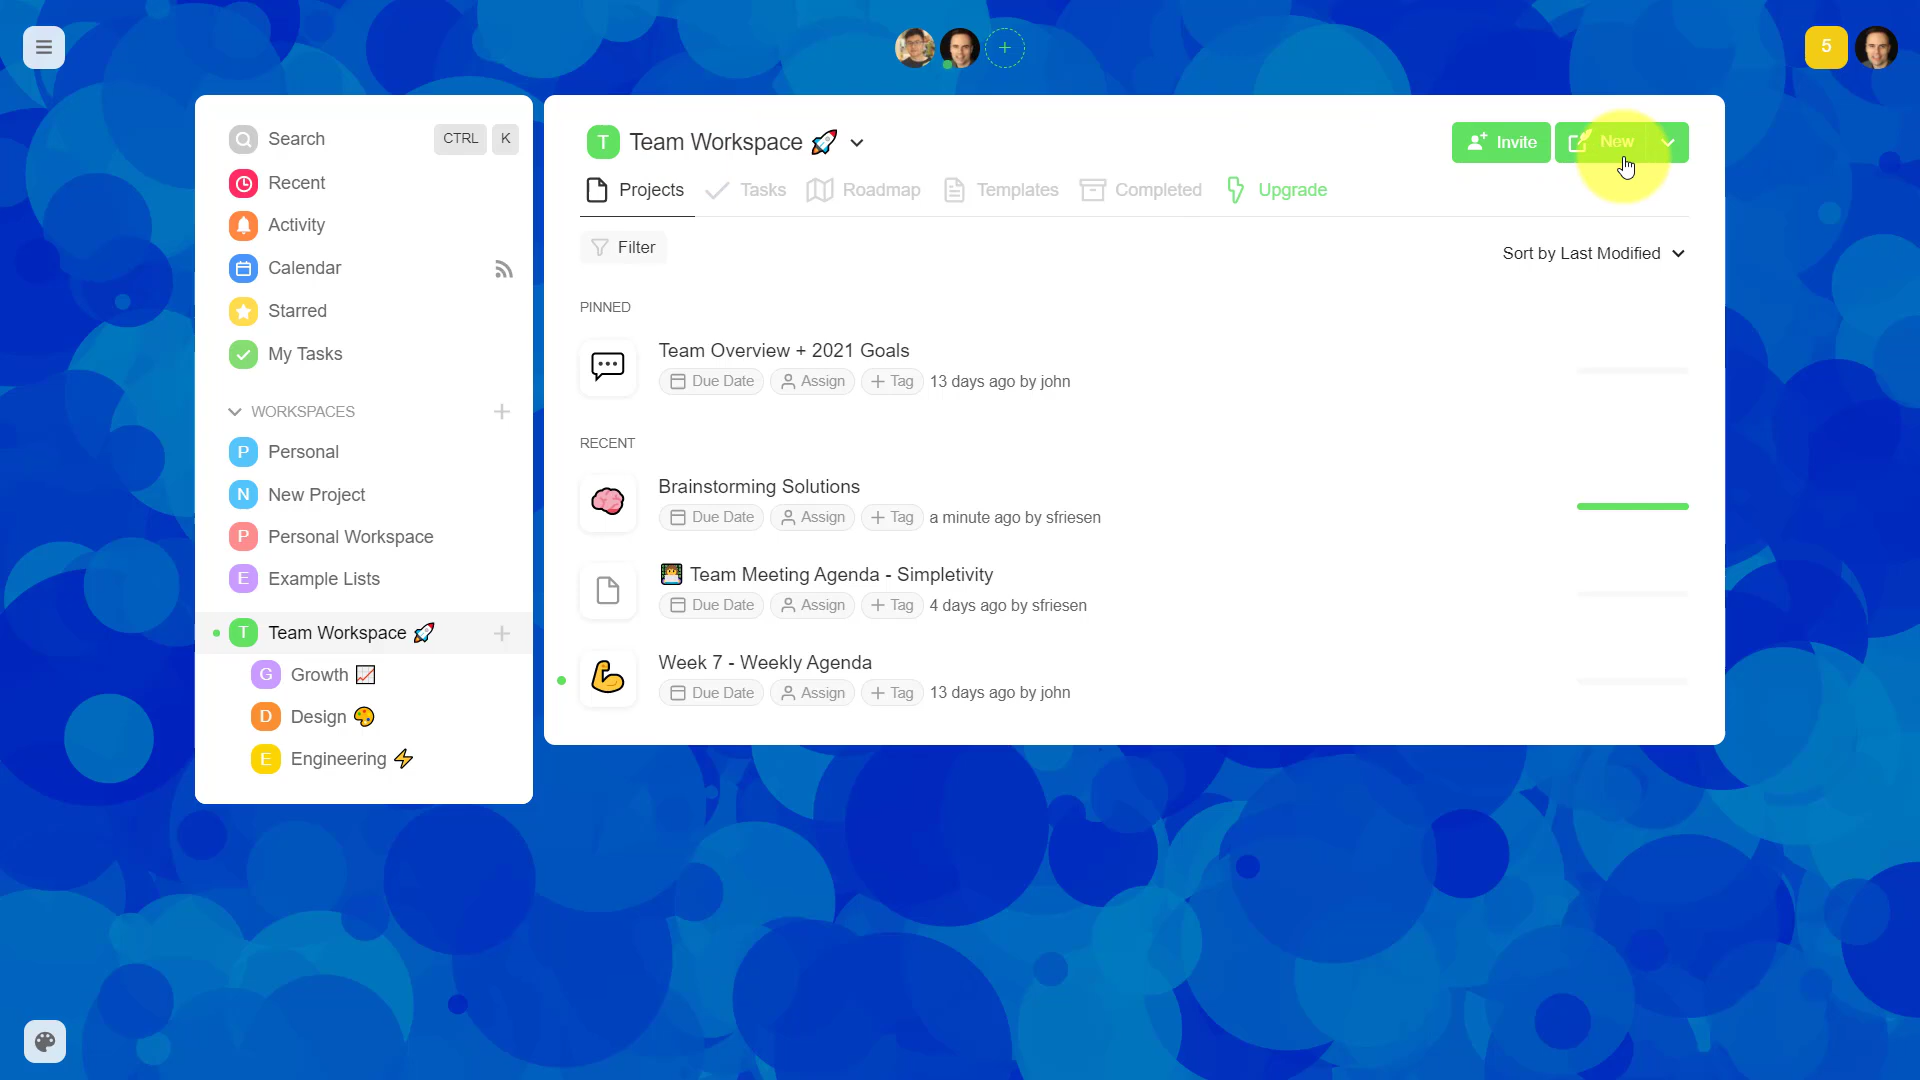 5
Search CTRL K
Recent
Activity
Calendar
Starred
My Tasks
WORKSPACES
P Personal
N New Project
P Personal Workspace
E Example Lists
T Team Workspace 🚀
G Growth 📈
D Design 🎨
E Engineering ⚡
T Team Workspace 🚀
Invite New
Projects Tasks Roadmap Templates Completed Upgrade
Filter
Sort by Last Modified
PINNED
Team Overview + 2021 Goals
Due Date Assign + Tag 13 days ago by john
RECENT
Brainstorming Solutions
Due Date Assign + Tag a minute ago by sfriesen
👨‍💻 Team Meeting Agenda - Simpletivity
Due Date Assign + Tag 4 days ago by sfriesen
Week 7 - Weekly Agenda
Due Date Assign + Tag 13 days ago by john